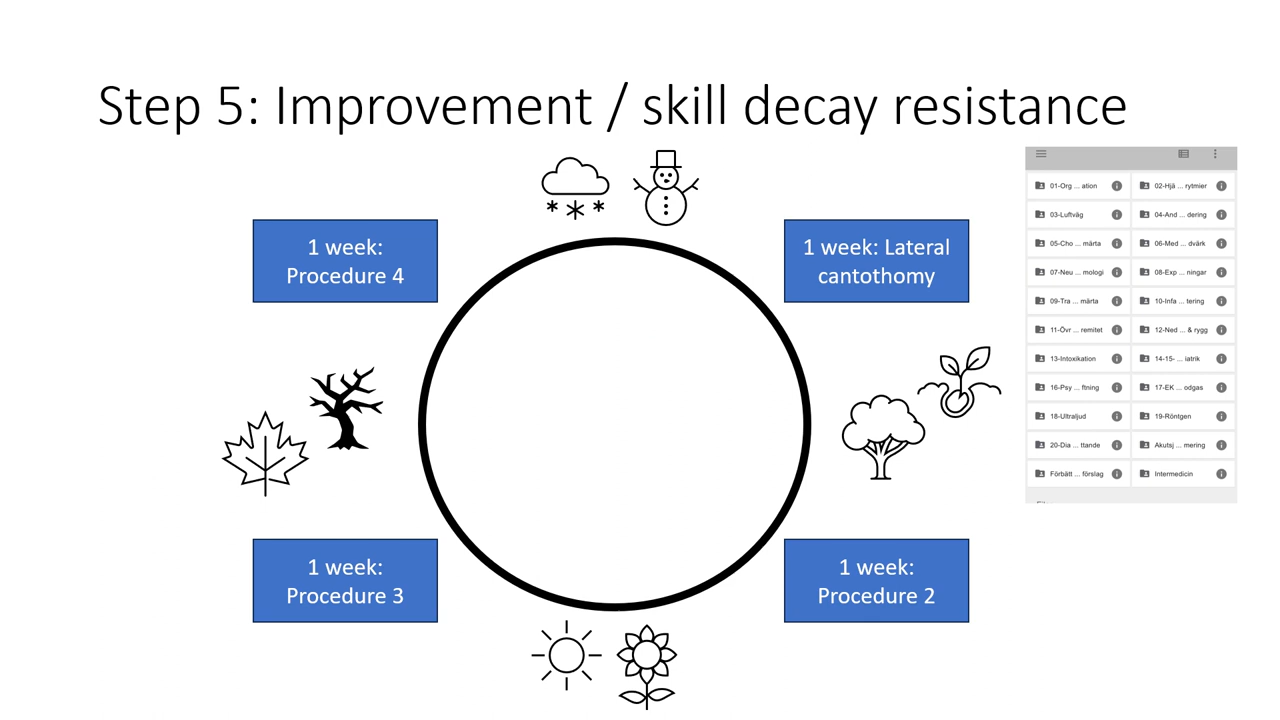 Step 5: Improvement / skill decay resistance
1 week:
Procedure 4
1 week: Lateral
cantothomy
1 week:
Procedure 3
1 week:
Procedure 2
01-Org ... ation
02-Hjä ... rytmier
03-Luftväg
04-And ... dering
05-Cho ... märta
06-Med ... dvärk
07-Neu ... mologi
08-Exp ... ningar
09-Tra ... märta
10-Infa ... tering
11-Övr ... remitet
12-Ned ... & rygg
13-Intoxikation
14-15- ... iatrik
16-Psy ... ftning
17-EK ... odgas
18-Ultraljud
19-Röntgen
20-Dia ... ttande
Akutsj ... mering
Förbätt ... förslag
Intermedicin